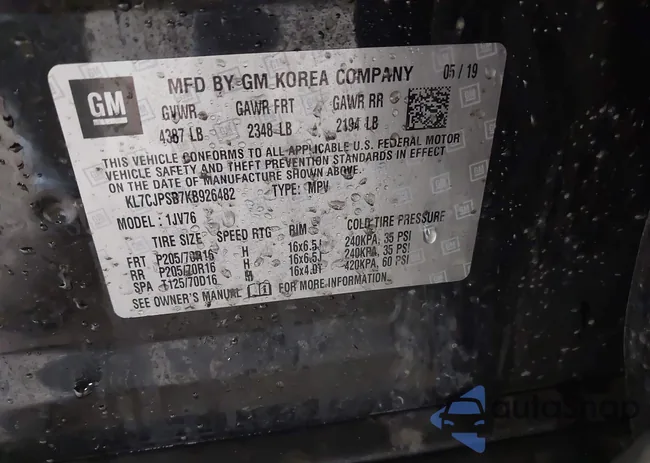 GM
MFD BY GM KOREA COMPANY 05/19
GVWR GAWR FRT GAWR RR
4387 LB 2348 LB 2194 LB
THIS VEHICLE CONFORMS TO ALL APPLICABLE U.S. FEDERAL MOTOR
VEHICLE SAFETY AND THEFT PREVENTION STANDARDS IN EFFECT
ON THE DATE OF MANUFACTURE SHOWN ABOVE.
KL7CJPSB7KB926482 TYPE: MPV
MODEL: 1JV76
TIRE SIZE SPEED RTG RIM COLD TIRE PRESSURE
FRT P205/70R16 H 16x6.5J 240KPA, 35 PSI
RR P205/70R16 H 16x6.5J 240KPA, 35 PSI
SPA T125/70D16 M 16x4.0T 420KPA, 60 PSI
SEE OWNER'S MANUAL FOR MORE INFORMATION.
autosnap